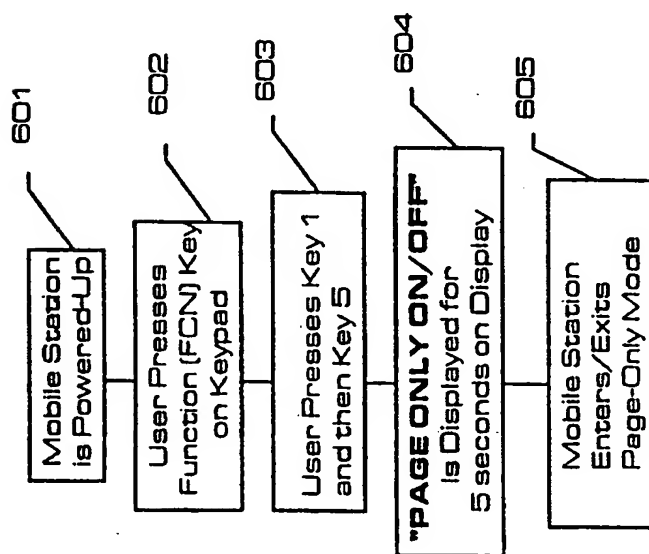 Mobile Station
is Powered-Up
601
User Presses
Function (FCN) Key
on Keypad
602
User Presses Key 1
and then Key 5
603
"PAGE ONLY ON/OFF"
Is Displayed for
5 seconds on Display
604
Mobile Station
Enters/Exits
Page-Only Mode
605